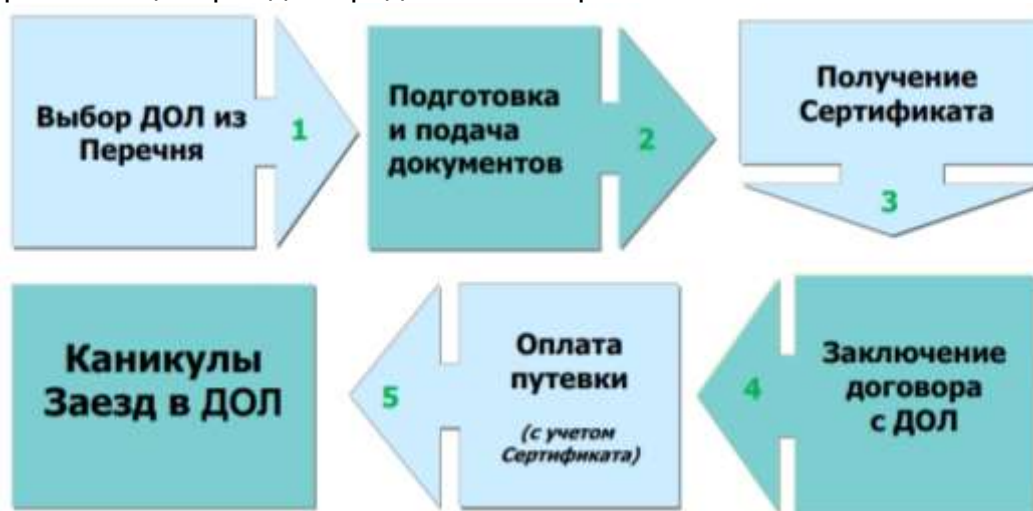 Выбор ДОЛ из
Перечня
1
Подготовка
и подача
документов
2
Получение
Сертификата
3
Заключение
договора
с ДОЛ
4
Оплата
путевки
(с учетом
Сертификата)
5
Каникулы
Заезд в ДОЛ